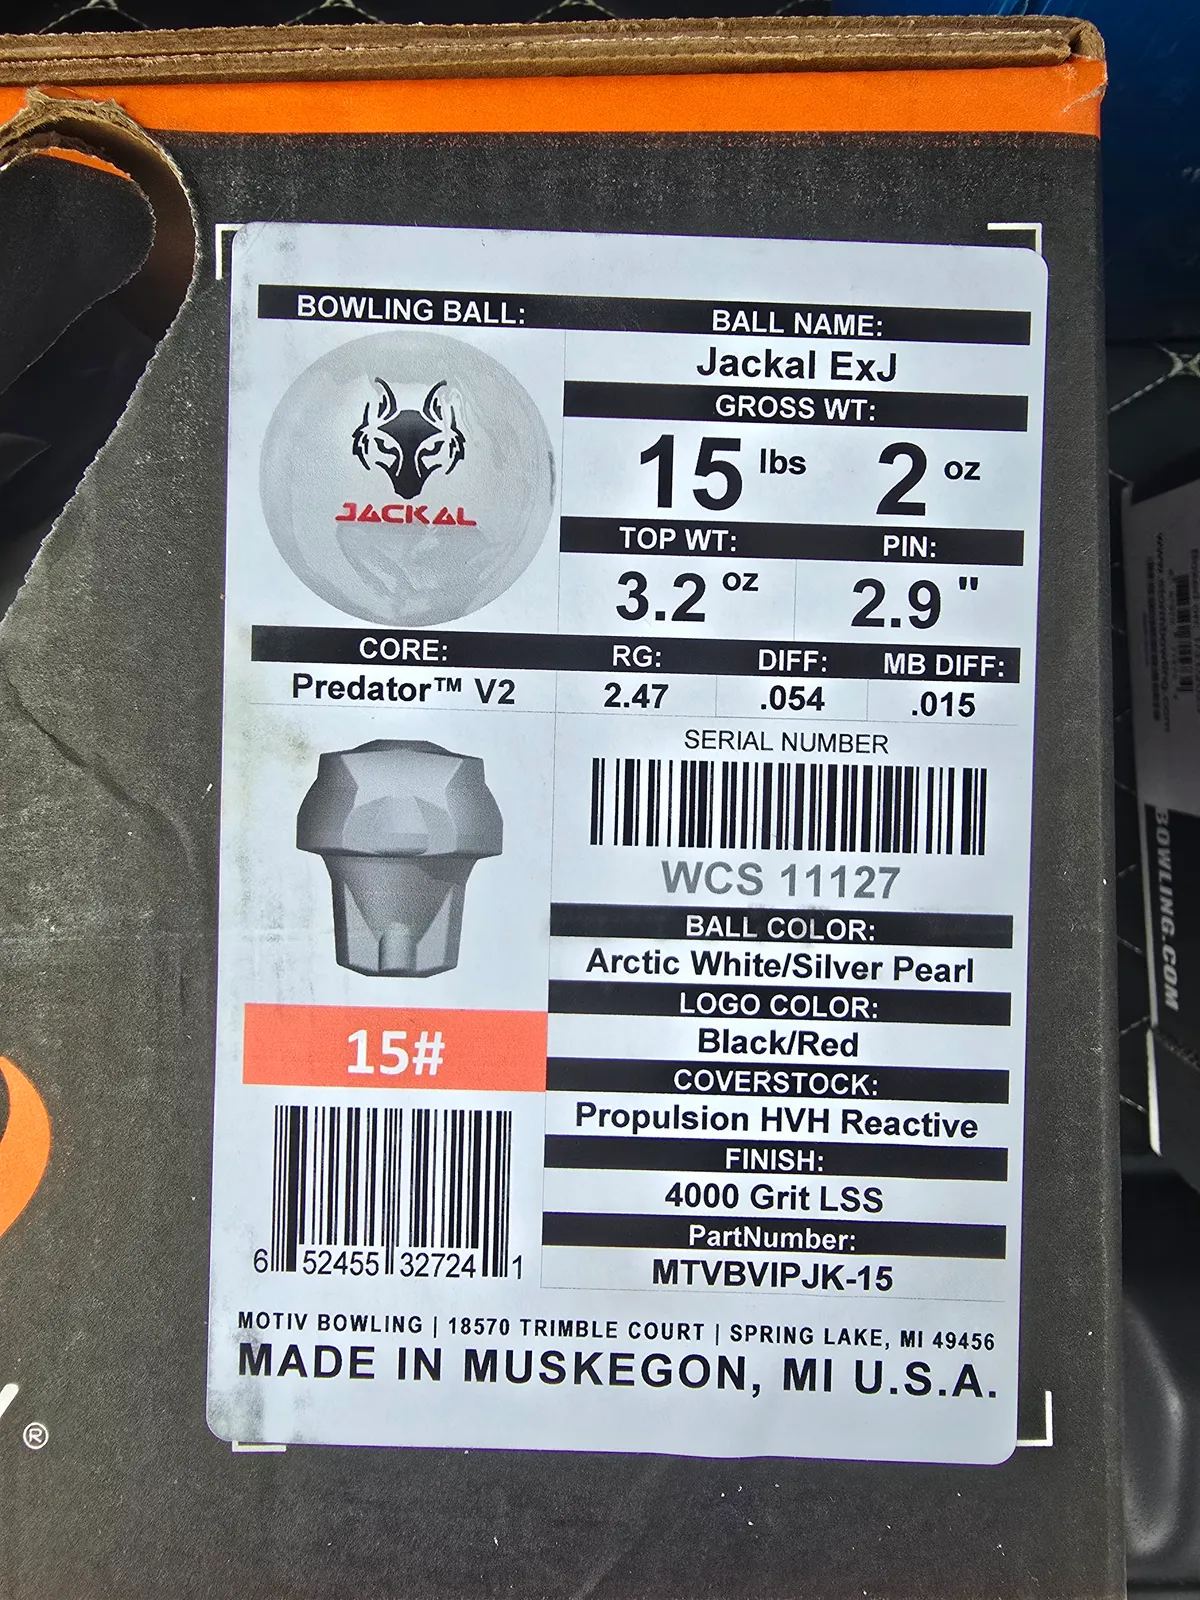 BOWLING BALL:
JACKAL
BALL NAME:
Jackal ExJ
GROSS WT:
15 lbs 2 oz
TOP WT: PIN:
3.2 oz 2.9 "
CORE: RG: DIFF: MB DIFF:
Predator™ V2 2.47 .054 .015
SERIAL NUMBER
WCS 11127
BALL COLOR:
Arctic White/Silver Pearl
LOGO COLOR:
Black/Red
15#
COVERSTOCK:
Propulsion HVH Reactive
FINISH:
4000 Grit LSS
PartNumber:
MTVBVIPJK-15
6 52455 32724 1
MOTIV BOWLING | 18570 TRIMBLE COURT | SPRING LAKE, MI 49456
MADE IN MUSKEGON, MI U.S.A.
®
BOWLING.COM